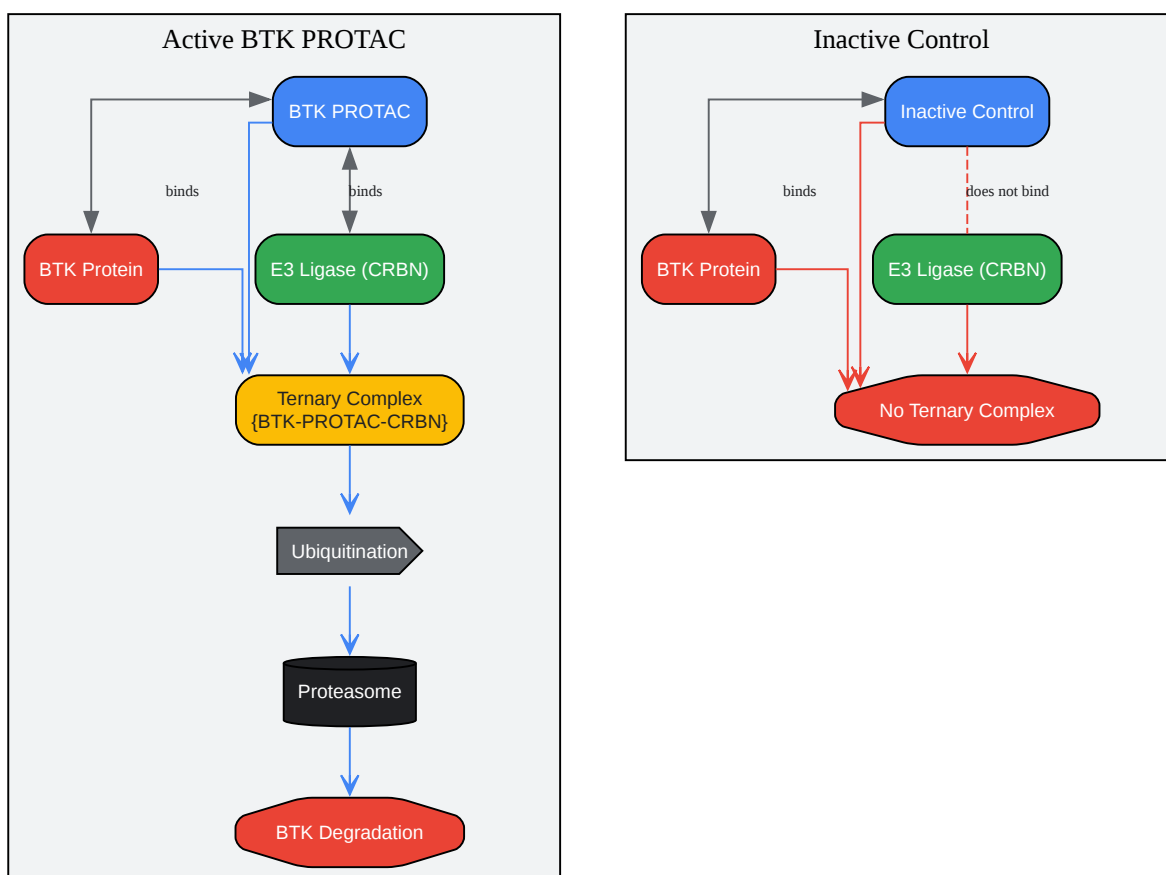 Active BTK PROTAC
BTK PROTAC
binds
binds
BTK Protein
E3 Ligase (CRBN)
Ternary Complex
{BTK-PROTAC-CRBN}
Ubiquitination
Proteasome
BTK Degradation
Inactive Control
Inactive Control
binds
does not bind
BTK Protein
E3 Ligase (CRBN)
No Ternary Complex